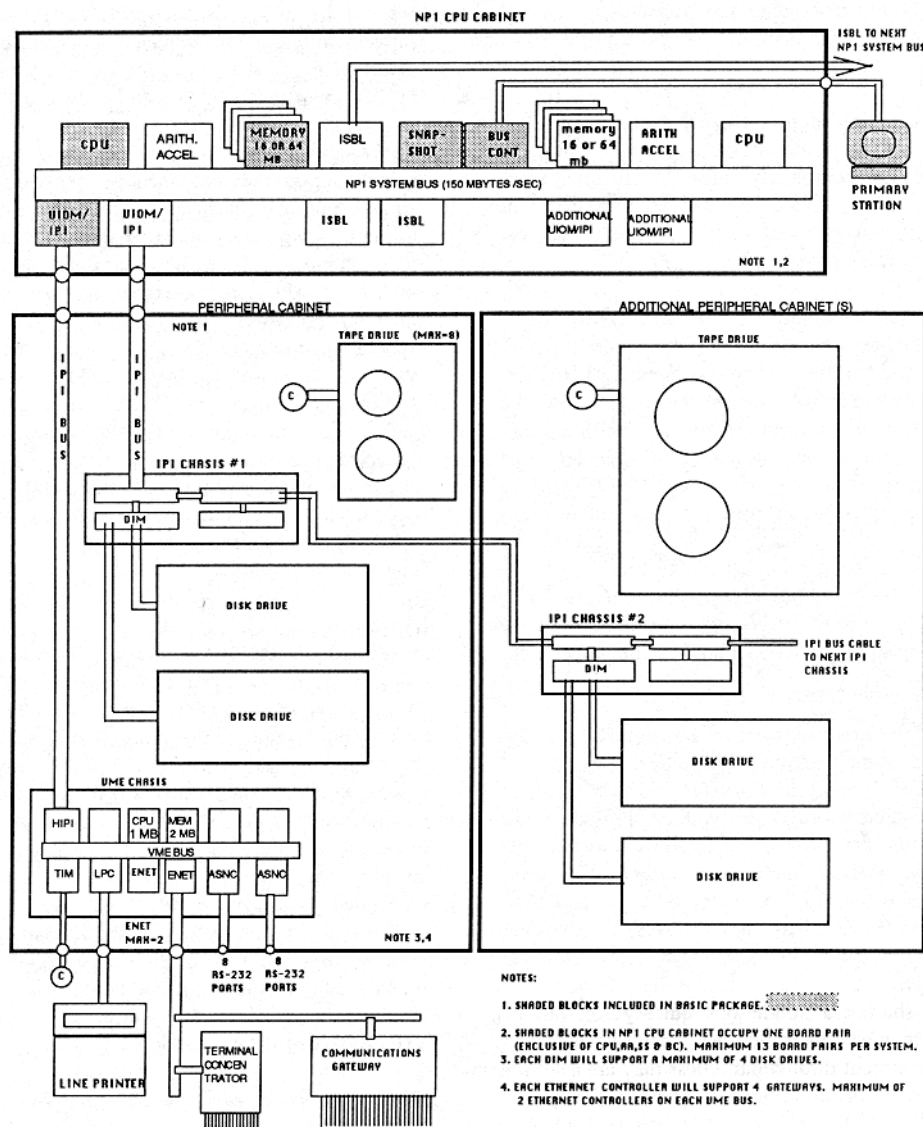 NP1 CPU CABINET
ISBL TO NEXT
NP1 SYSTEM BUS
cpu
ARITH.
ACCEL.
MEMORY
16 OR 64
MB
ISBL
SNAP-
SHOT
BUS
CONT
memory
16 or 64
mb
ARITH
ACCEL
cpu
NP1 SYSTEM BUS (150 MBYTES /SEC)
PRIMARY
STATION
UIOM/
IPI
UIOM/
IPI
ISBL
ISBL
ADDITIONAL
UIOM/IPI
ADDITIONAL
UIOM/IPI
NOTE 1,2
PERIPHERAL CABINET
NOTE 1
TAPE DRIVE (MAX=8)
C
IPI BUS
IPI BUS
IPI CHASIS #1
DIM
DISK DRIVE
DISK DRIVE
ADDITIONAL PERIPHERAL CABINET (S)
TAPE DRIVE
C
IPI CHASSIS #2
DIM
IPI BUS CABLE
TO NEXT IPI
CHASSIS
DISK DRIVE
DISK DRIVE
VME CHASIS
HIPI
CPU
1 MB
MEM
2 MB
VME BUS
TIM
LPC
ENET
ENET
ASNC
ASNC
ENET
MAX=2
NOTE 3,4
C
8
RS-232
PORTS
8
RS-232
PORTS
LINE PRINTER
TERMINAL
CONCEN
TRATOR
COMMUNICATIONS
GATEWAY
NOTES:
1. SHADED BLOCKS INCLUDED IN BASIC PACKAGE.
2. SHADED BLOCKS IN NP1 CPU CABINET OCCUPY ONE BOARD PAIR
(EXCLUSIVE OF CPU,AA,SS & BC). MAXIMUM 13 BOARD PAIRS PER SYSTEM.
3. EACH DIM WILL SUPPORT A MAXIMUM OF 4 DISK DRIVES.
4. EACH ETHERNET CONTROLLER WILL SUPPORT 4 GATEWAYS. MAXIMUM OF
2 ETHERNET CONTROLLERS ON EACH VME BUS.